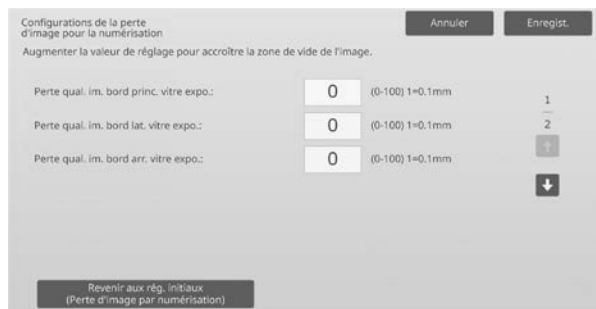 Configurations de la perte
d'image pour la numérisation
Annuler
Enregist.
Augmenter la valeur de réglage pour accroître la zone de vide de l'image.
Perte qual. im. bord princ. vitre expo.:
0
(0-100) 1=0.1mm
1
Perte qual. im. bord lat. vitre expo.:
0
(0-100) 1=0.1mm
2
Perte qual. im. bord arr. vitre expo.:
0
(0-100) 1=0.1mm
Revenir aux rég. initiaux
(Perte d'image par numérisation)